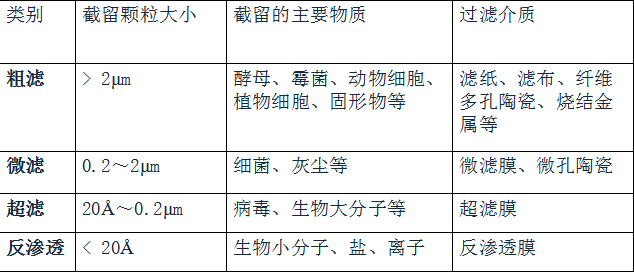 类别 截留颗粒大小 截留的主要物质 过滤介质
粗滤 > 2μm 酵母、霉菌、动物细胞、植物细胞、固形物等 滤纸、滤布、纤维多孔陶瓷、烧结金属等
微滤 0.2～2μm 细菌、灰尘等 微滤膜、微孔陶瓷
超滤 20Å～0.2μm 病毒、生物大分子等 超滤膜
反渗透 < 20Å 生物小分子、盐、离子 反渗透膜